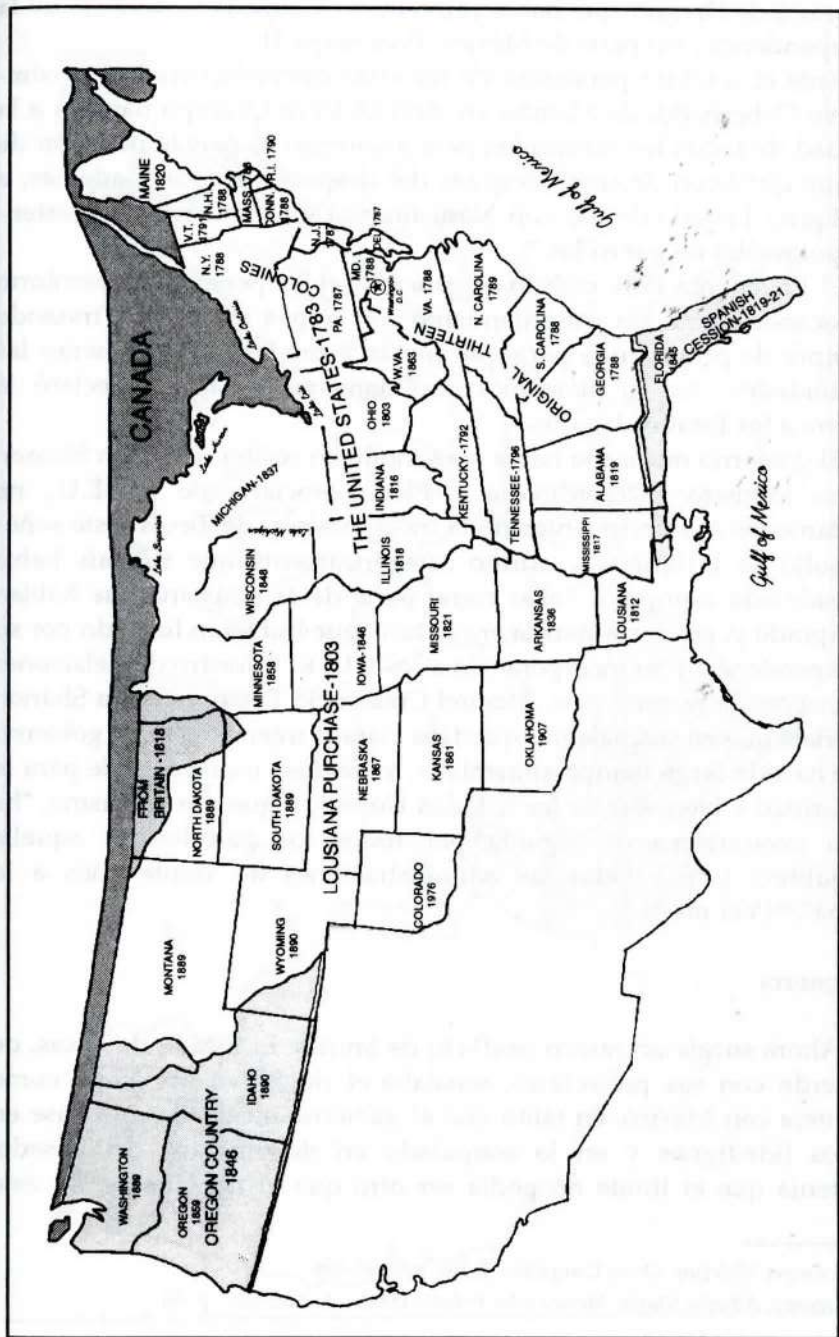 CANADA
WASHINGTON
1889
OREGON
1859
OREGON COUNTRY
1846
IDAHO
1890
MONTANA
1889
WYOMING
1890
FROM
BRITAIN -1818
NORTH DAKOTA
1889
SOUTH DAKOTA
1889
LOUSIANA PURCHASE-1803
NEBRASKA
1867
COLORADO
1976
KANSAS
1861
OKLAHOMA
1907
MINNESOTA
1858
IOWA-1846
MISSOURI
1821
ARKANSAS
1836
LOUSIANA
1812
WISCONSIN
1848
MICHIGAN-1837
Lake Superior
Lake Michigan
Lake Huron
Lake Erie
Lake Ontario
THE UNITED STATES-1783
ILLINOIS
1818
INDIANA
1816
OHIO
1803
KENTUCKY-1792
TENNESSEE-1796
MISSISSIPPI
1817
ALABAMA
1819
ORIGINAL THIRTEEN COLONIES
MAINE
1820
V.T.
1791
N.H.
1788
MASS. 1788
CONN.
1788
R.I. 1790
N.Y.
1788
N.J.
1787
PA. 1787
MD.
1788
DEL. 1787
Washington
D.C.
W.VA.
1863
VA. 1788
N. CAROLINA
1789
S. CAROLINA
1788
GEORGIA
1788
FLORIDA
1845
SPANISH
CESSION-1819-21
Gulf of Mexico
Gulf of Mexico